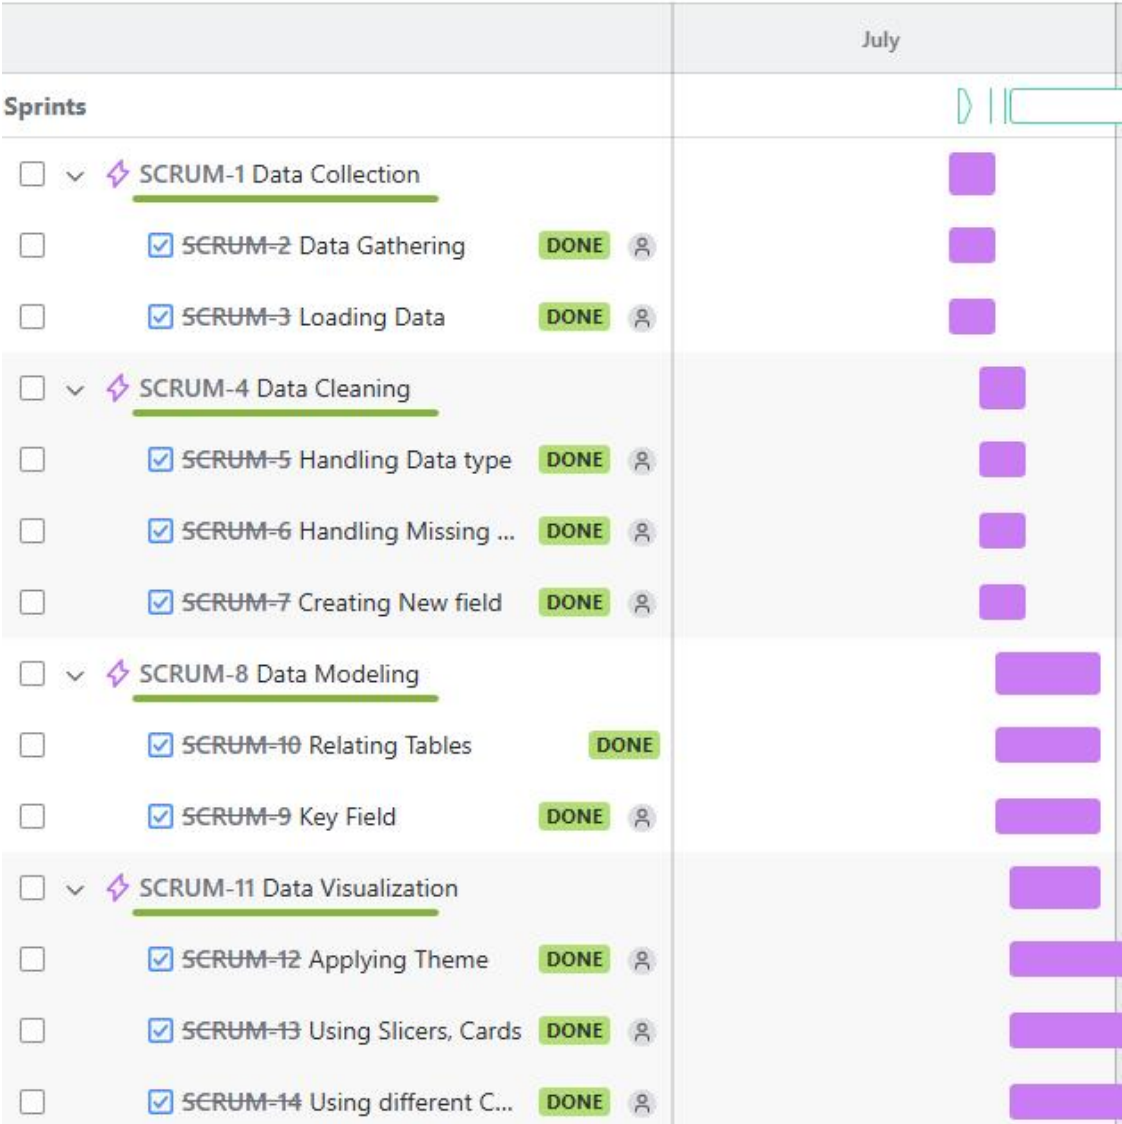 July
Sprints
SCRUM-1 Data Collection
SCRUM-2 Data Gathering DONE
SCRUM-3 Loading Data DONE
SCRUM-4 Data Cleaning
SCRUM-5 Handling Data type DONE
SCRUM-6 Handling Missing ... DONE
SCRUM-7 Creating New field DONE
SCRUM-8 Data Modeling
SCRUM-10 Relating Tables DONE
SCRUM-9 Key Field DONE
SCRUM-11 Data Visualization
SCRUM-12 Applying Theme DONE
SCRUM-13 Using Slicers, Cards DONE
SCRUM-14 Using different C... DONE